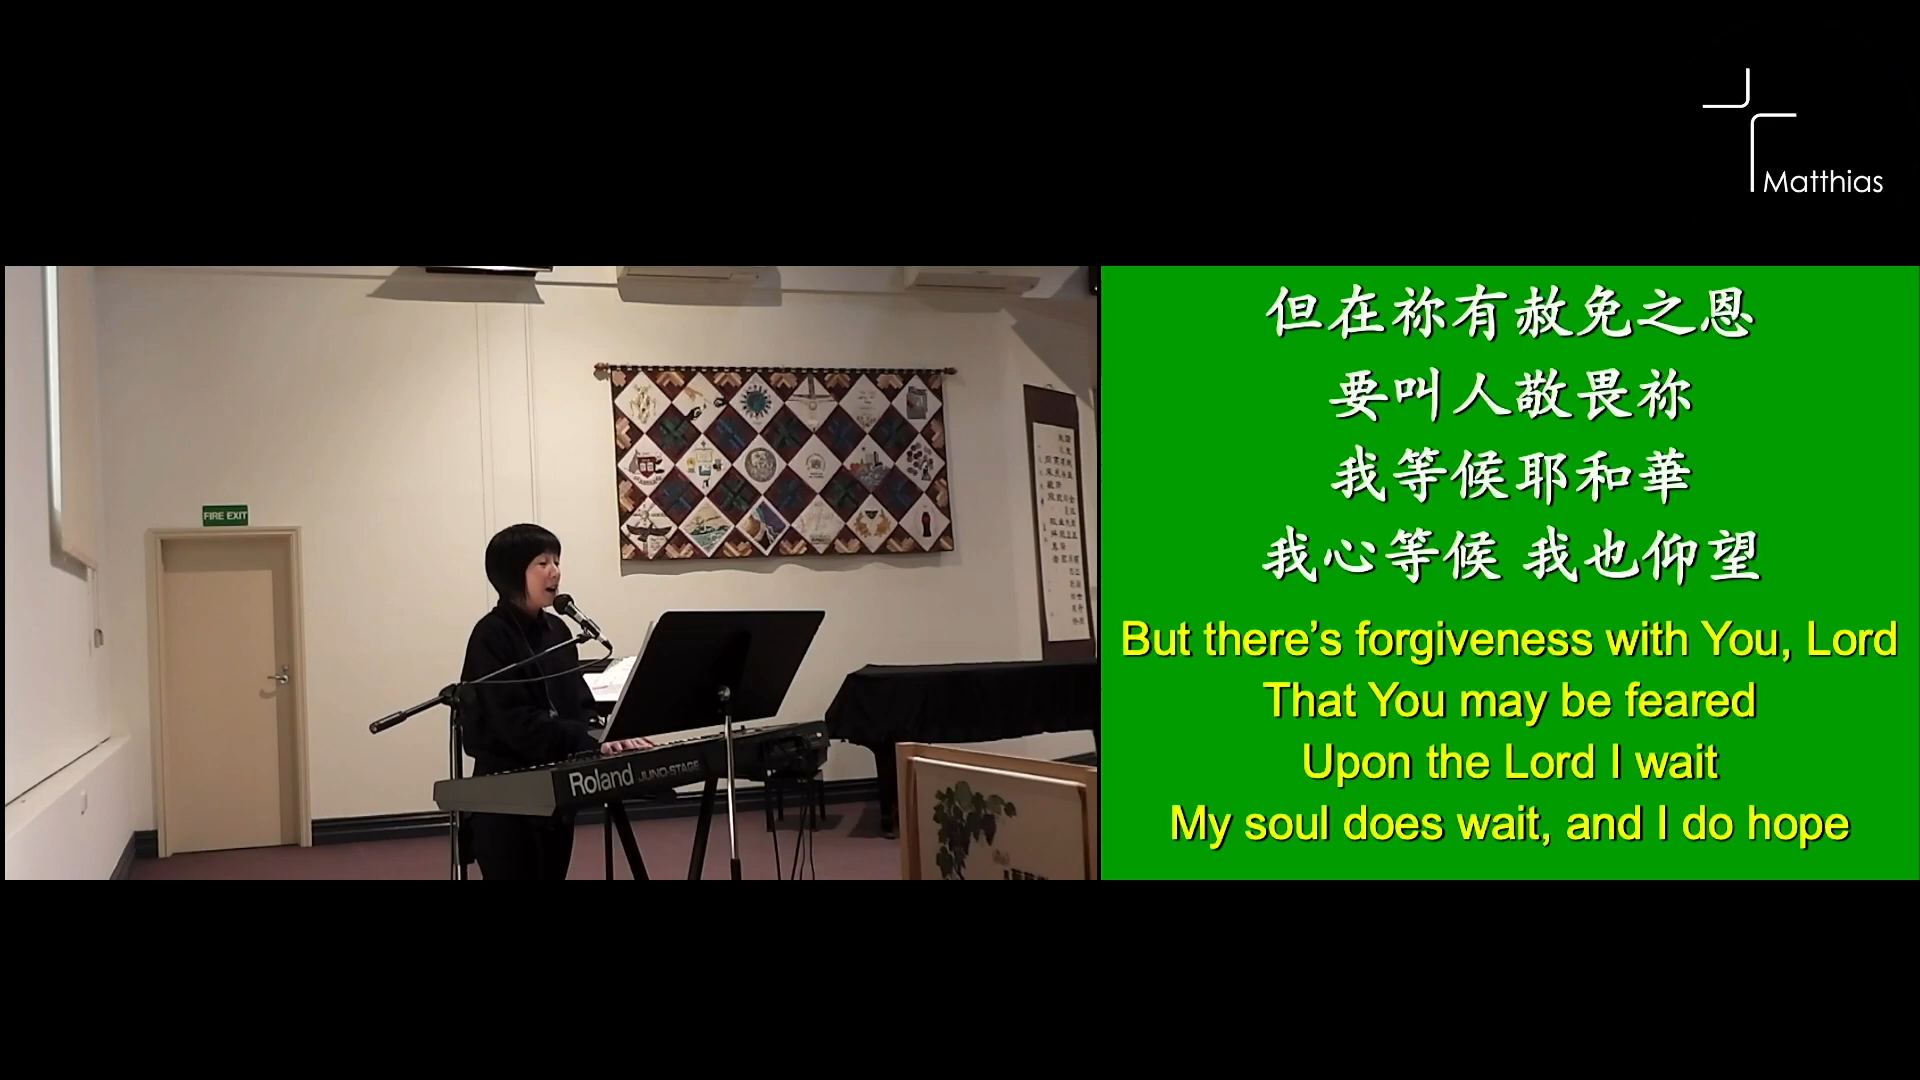 Matthias
FIRE EXIT
Roland JUNO-STAGE
但在祢有赦免之恩
要叫人敬畏祢
我等候耶和華
我心等候 我也仰望
But there’s forgiveness with You, Lord
That You may be feared
Upon the Lord I wait
My soul does wait, and I do hope